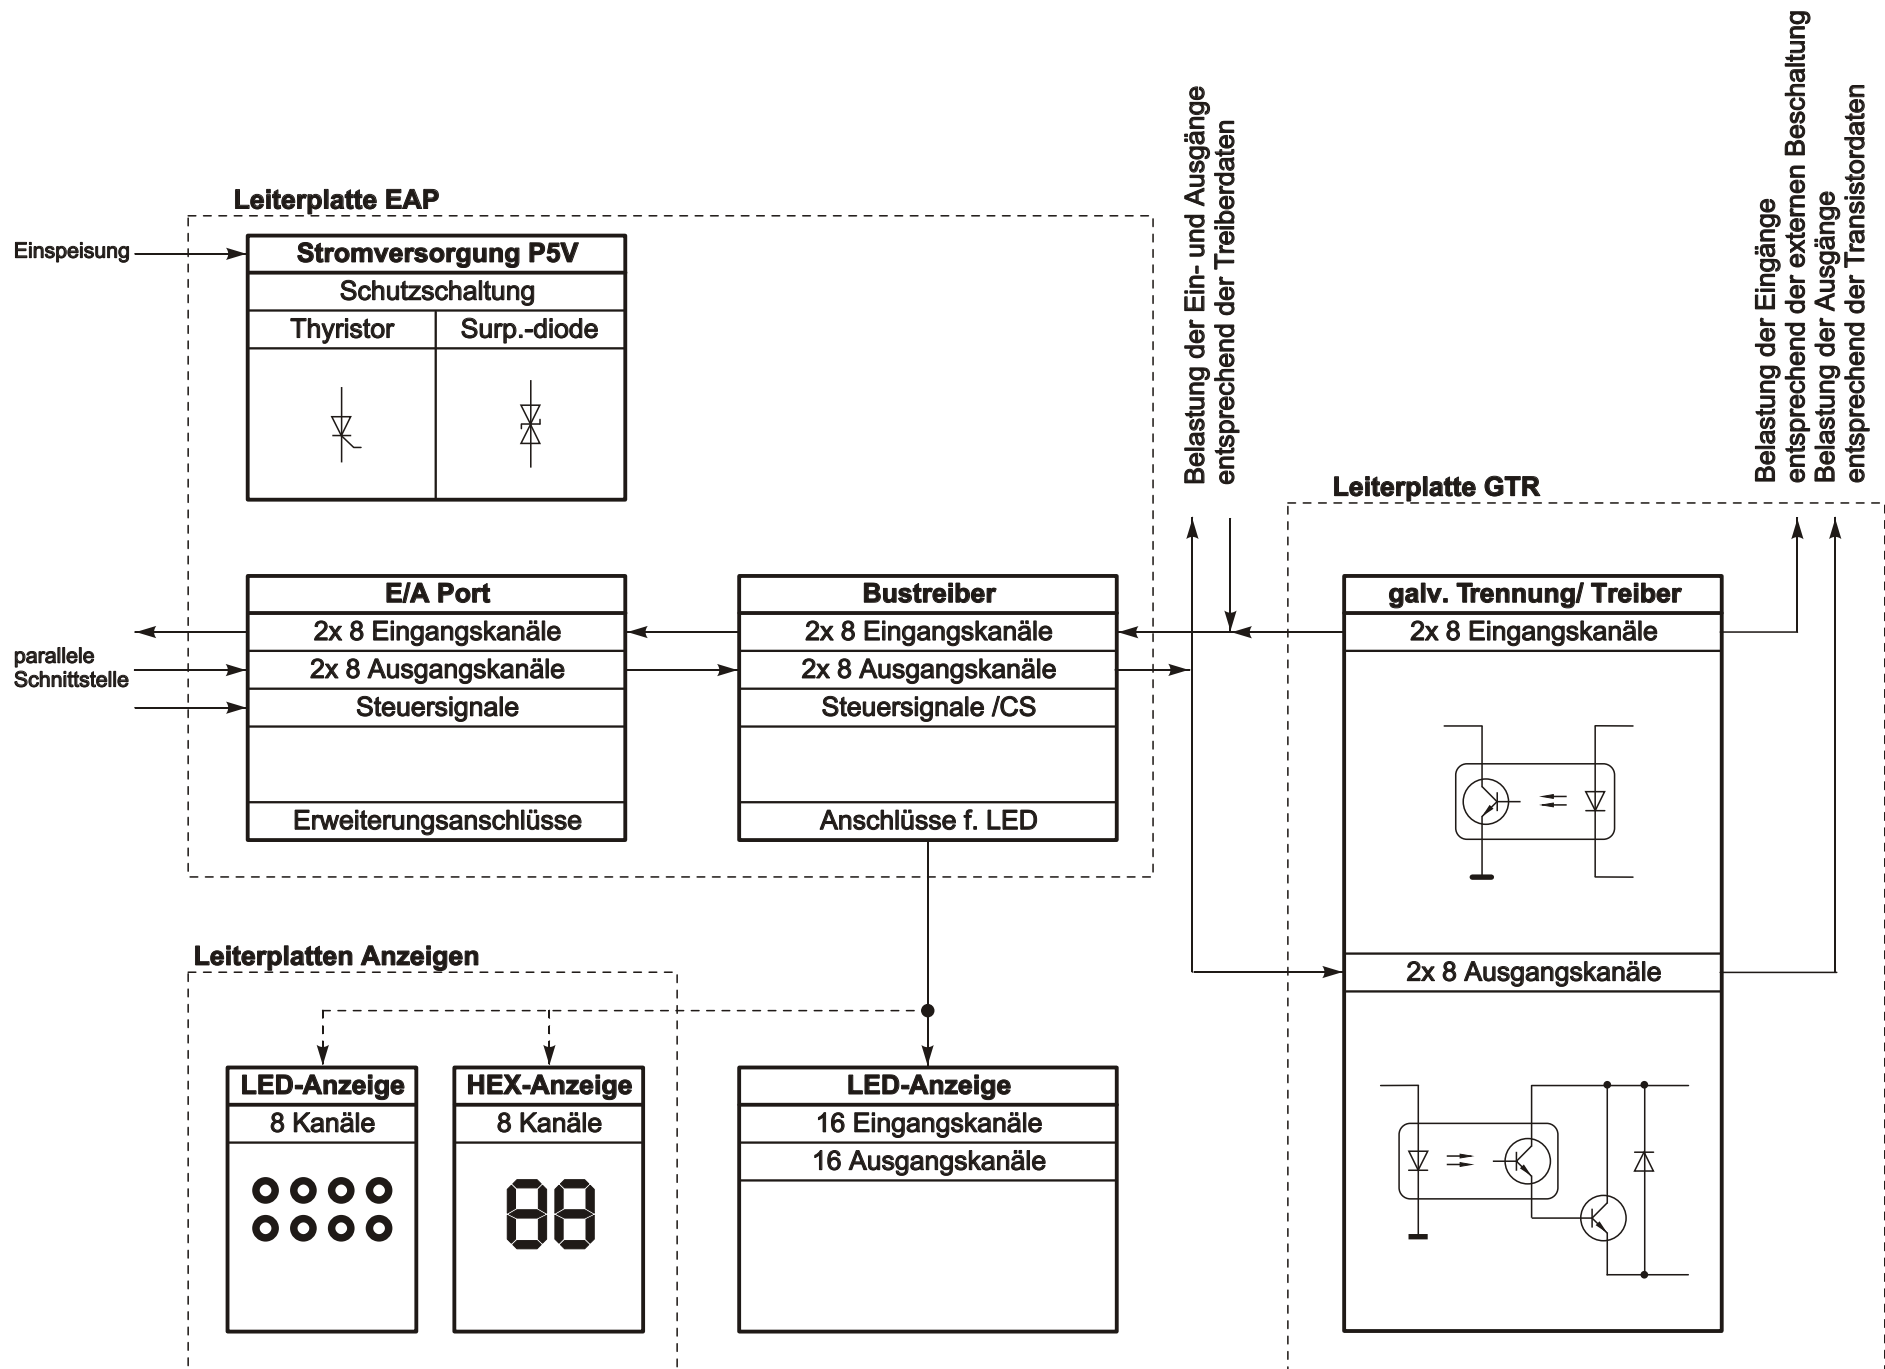 Leiterplatte EAP
Einspeisung
Stromversorgung P5V
Schutzschaltung
Thyristor
Surp.-diode
parallele
Schnittstelle
E/A Port
2x 8 Eingangskanäle
2x 8 Ausgangskanäle
Steuersignale
Erweiterungsanschlüsse
Bustreiber
2x 8 Eingangskanäle
2x 8 Ausgangskanäle
Steuersignale /CS
Anschlüsse f. LED
Belastung der Ein- und Ausgänge
entsprechend der Treiberdaten
Leiterplatte GTR
Belastung der Eingänge
entsprechend der externen Beschaltung
Belastung der Ausgänge
entsprechend der Transistordaten
galv. Trennung/ Treiber
2x 8 Eingangskanäle
2x 8 Ausgangskanäle
Leiterplatten Anzeigen
LED-Anzeige
8 Kanäle
HEX-Anzeige
8 Kanäle
88
LED-Anzeige
16 Eingangskanäle
16 Ausgangskanäle